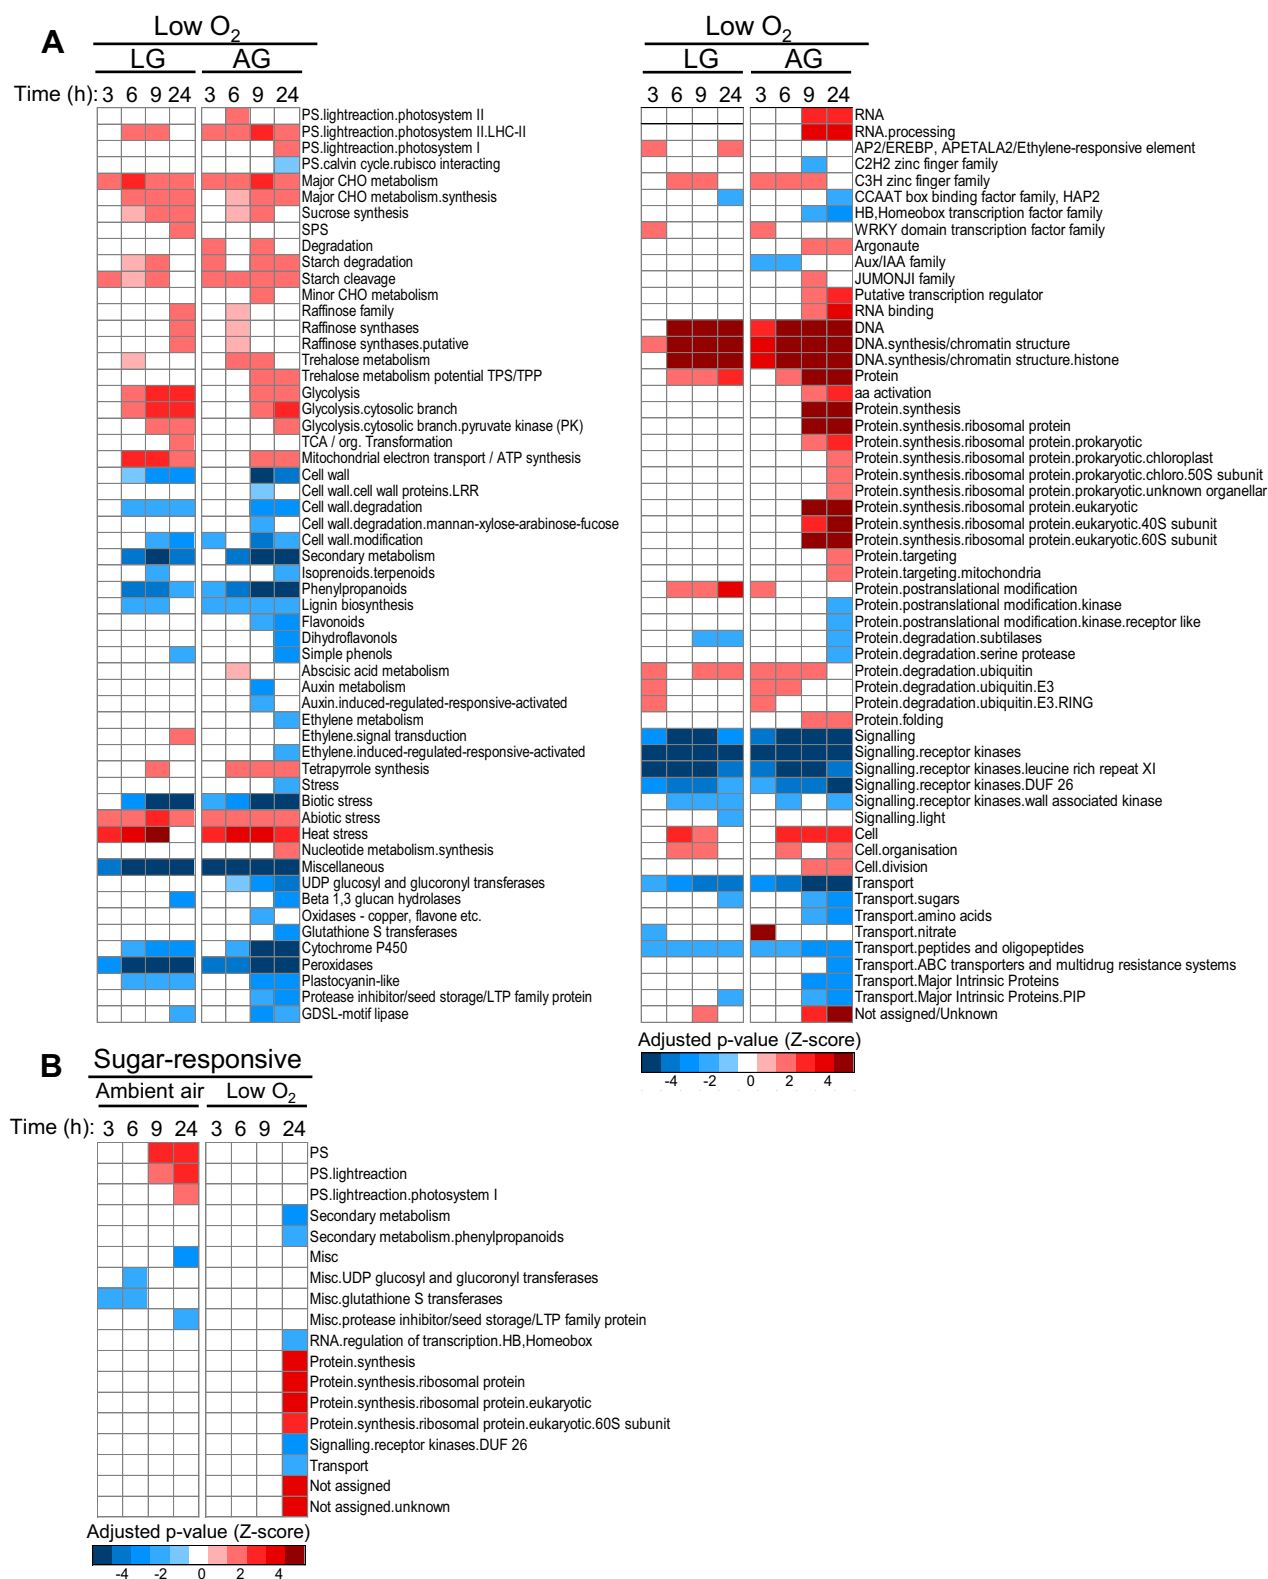 A
Low O2
LG AG
Time (h): 3 6 9 24 3 6 9 24
PS.lightreaction.photosystem II
PS.lightreaction.photosystem II.LHC-II
PS.lightreaction.photosystem I
PS.calvin cycle.rubisco interacting
Major CHO metabolism
Major CHO metabolism.synthesis
Sucrose synthesis
SPS
Degradation
Starch degradation
Starch cleavage
Minor CHO metabolism
Raffinose family
Raffinose synthases
Raffinose synthases.putative
Trehalose metabolism
Trehalose metabolism potential TPS/TPP
Glycolysis
Glycolysis.cytosolic branch
Glycolysis.cytosolic branch.pyruvate kinase (PK)
TCA / org. Transformation
Mitochondrial electron transport / ATP synthesis
Cell wall
Cell wall.cell wall proteins.LRR
Cell wall.degradation
Cell wall.degradation.mannan-xylose-arabinose-fucose
Cell wall.modification
Secondary metabolism
Isoprenoids.terpenoids
Phenylpropanoids
Lignin biosynthesis
Flavonoids
Dihydroflavonols
Simple phenols
Abscisic acid metabolism
Auxin metabolism
Auxin.induced-regulated-responsive-activated
Ethylene metabolism
Ethylene.signal transduction
Ethylene.induced-regulated-responsive-activated
Tetrapyrrole synthesis
Stress
Biotic stress
Abiotic stress
Heat stress
Nucleotide metabolism.synthesis
Miscellaneous
UDP glucosyl and glucoronyl transferases
Beta 1,3 glucan hydrolases
Oxidases - copper, flavone etc.
Glutathione S transferases
Cytochrome P450
Peroxidases
Plastocyanin-like
Protease inhibitor/seed storage/LTP family protein
GDSL-motif lipase
Low O2
LG AG
3 6 9 24 3 6 9 24
RNA
RNA.processing
AP2/EREBP, APETALA2/Ethylene-responsive element
C2H2 zinc finger family
C3H zinc finger family
CCAAT box binding factor family, HAP2
HB,Homeobox transcription factor family
WRKY domain transcription factor family
Argonaute
Aux/IAA family
JUMONJI family
Putative transcription regulator
RNA binding
DNA
DNA.synthesis/chromatin structure
DNA.synthesis/chromatin structure.histone
Protein
aa activation
Protein.synthesis
Protein.synthesis.ribosomal protein
Protein.synthesis.ribosomal protein.prokaryotic
Protein.synthesis.ribosomal protein.prokaryotic.chloroplast
Protein.synthesis.ribosomal protein.prokaryotic.chloro.50S subunit
Protein.synthesis.ribosomal protein.prokaryotic.unknown organellar
Protein.synthesis.ribosomal protein.eukaryotic
Protein.synthesis.ribosomal protein.eukaryotic.40S subunit
Protein.synthesis.ribosomal protein.eukaryotic.60S subunit
Protein.targeting
Protein.targeting.mitochondria
Protein.postranslational modification
Protein.postranslational modification.kinase
Protein.postranslational modification.kinase.receptor like
Protein.degradation.subtilases
Protein.degradation.serine protease
Protein.degradation.ubiquitin
Protein.degradation.ubiquitin.E3
Protein.degradation.ubiquitin.E3.RING
Protein.folding
Signalling
Signalling.receptor kinases
Signalling.receptor kinases.leucine rich repeat XI
Signalling.receptor kinases.DUF 26
Signalling.receptor kinases.wall associated kinase
Signalling.light
Cell
Cell.organisation
Cell.division
Transport
Transport.sugars
Transport.amino acids
Transport.nitrate
Transport.peptides and oligopeptides
Transport.ABC transporters and multidrug resistance systems
Transport.Major Intrinsic Proteins
Transport.Major Intrinsic Proteins.PIP
Not assigned/Unknown
Adjusted p-value (Z-score)
-4 -2 0 2 4
B
Sugar-responsive
Ambient air Low O2
Time (h): 3 6 9 24 3 6 9 24
PS
PS.lightreaction
PS.lightreaction.photosystem I
Secondary metabolism
Secondary metabolism.phenylpropanoids
Misc
Misc.UDP glucosyl and glucoronyl transferases
Misc.glutathione S transferases
Misc.protease inhibitor/seed storage/LTP family protein
RNA.regulation of transcription.HB,Homeobox
Protein.synthesis
Protein.synthesis.ribosomal protein
Protein.synthesis.ribosomal protein.eukaryotic
Protein.synthesis.ribosomal protein.eukaryotic.60S subunit
Signalling.receptor kinases.DUF 26
Transport
Not assigned
Not assigned.unknown
Adjusted p-value (Z-score)
-4 -2 0 2 4